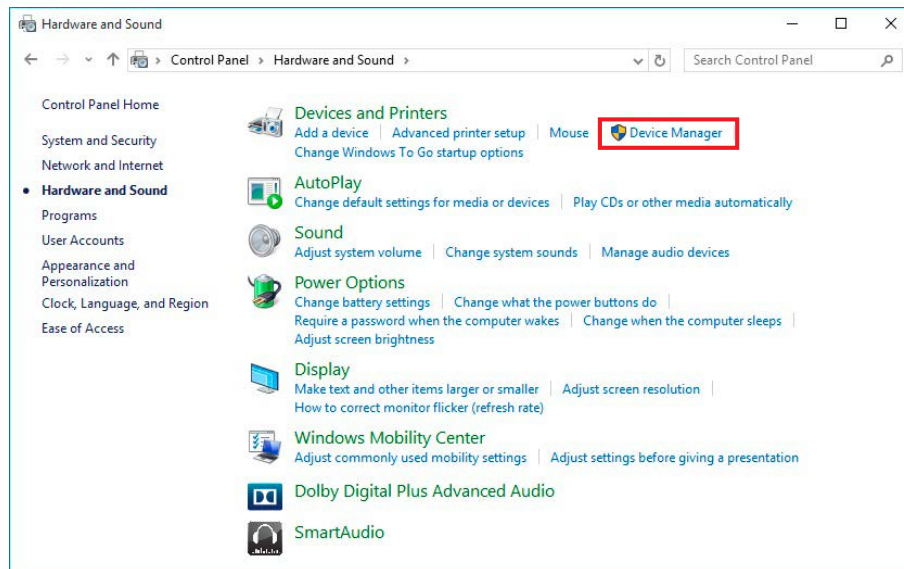 Hardware and Sound
Control Panel > Hardware and Sound >
Search Control Panel
Control Panel Home
System and Security
Network and Internet
Hardware and Sound
Programs
User Accounts
Appearance and
Personalization
Clock, Language, and Region
Ease of Access
Devices and Printers
Add a device | Advanced printer setup | Mouse | Device Manager
Change Windows To Go startup options
AutoPlay
Change default settings for media or devices | Play CDs or other media automatically
Sound
Adjust system volume | Change system sounds | Manage audio devices
Power Options
Change battery settings | Change what the power buttons do |
Require a password when the computer wakes | Change when the computer sleeps |
Adjust screen brightness
Display
Make text and other items larger or smaller | Adjust screen resolution |
How to correct monitor flicker (refresh rate)
Windows Mobility Center
Adjust commonly used mobility settings | Adjust settings before giving a presentation
Dolby Digital Plus Advanced Audio
SmartAudio